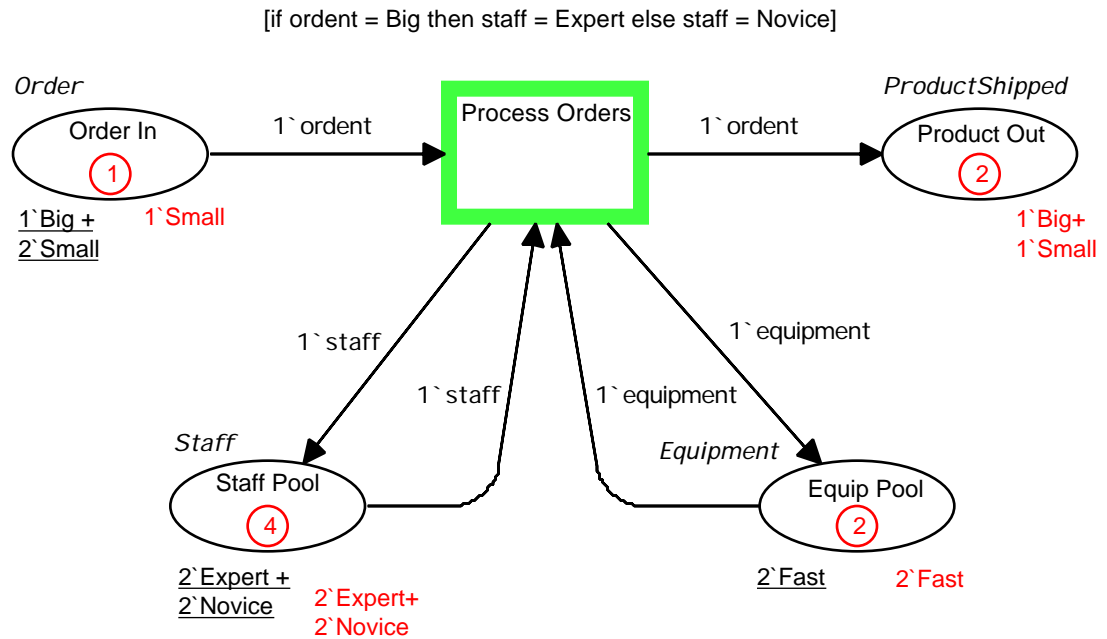 [if ordent = Big then staff = Expert else staff = Novice]
Order
Order In
1
1`Big +
2`Small
1`Small
1`ordent
Process Orders
1`ordent
ProductShipped
Product Out
2
1`Big+
1`Small
1`staff
1`staff
1`equipment
1`equipment
Staff
Staff Pool
4
2`Expert +
2`Novice
2`Expert+
2`Novice
Equipment
Equip Pool
2
2`Fast
2`Fast